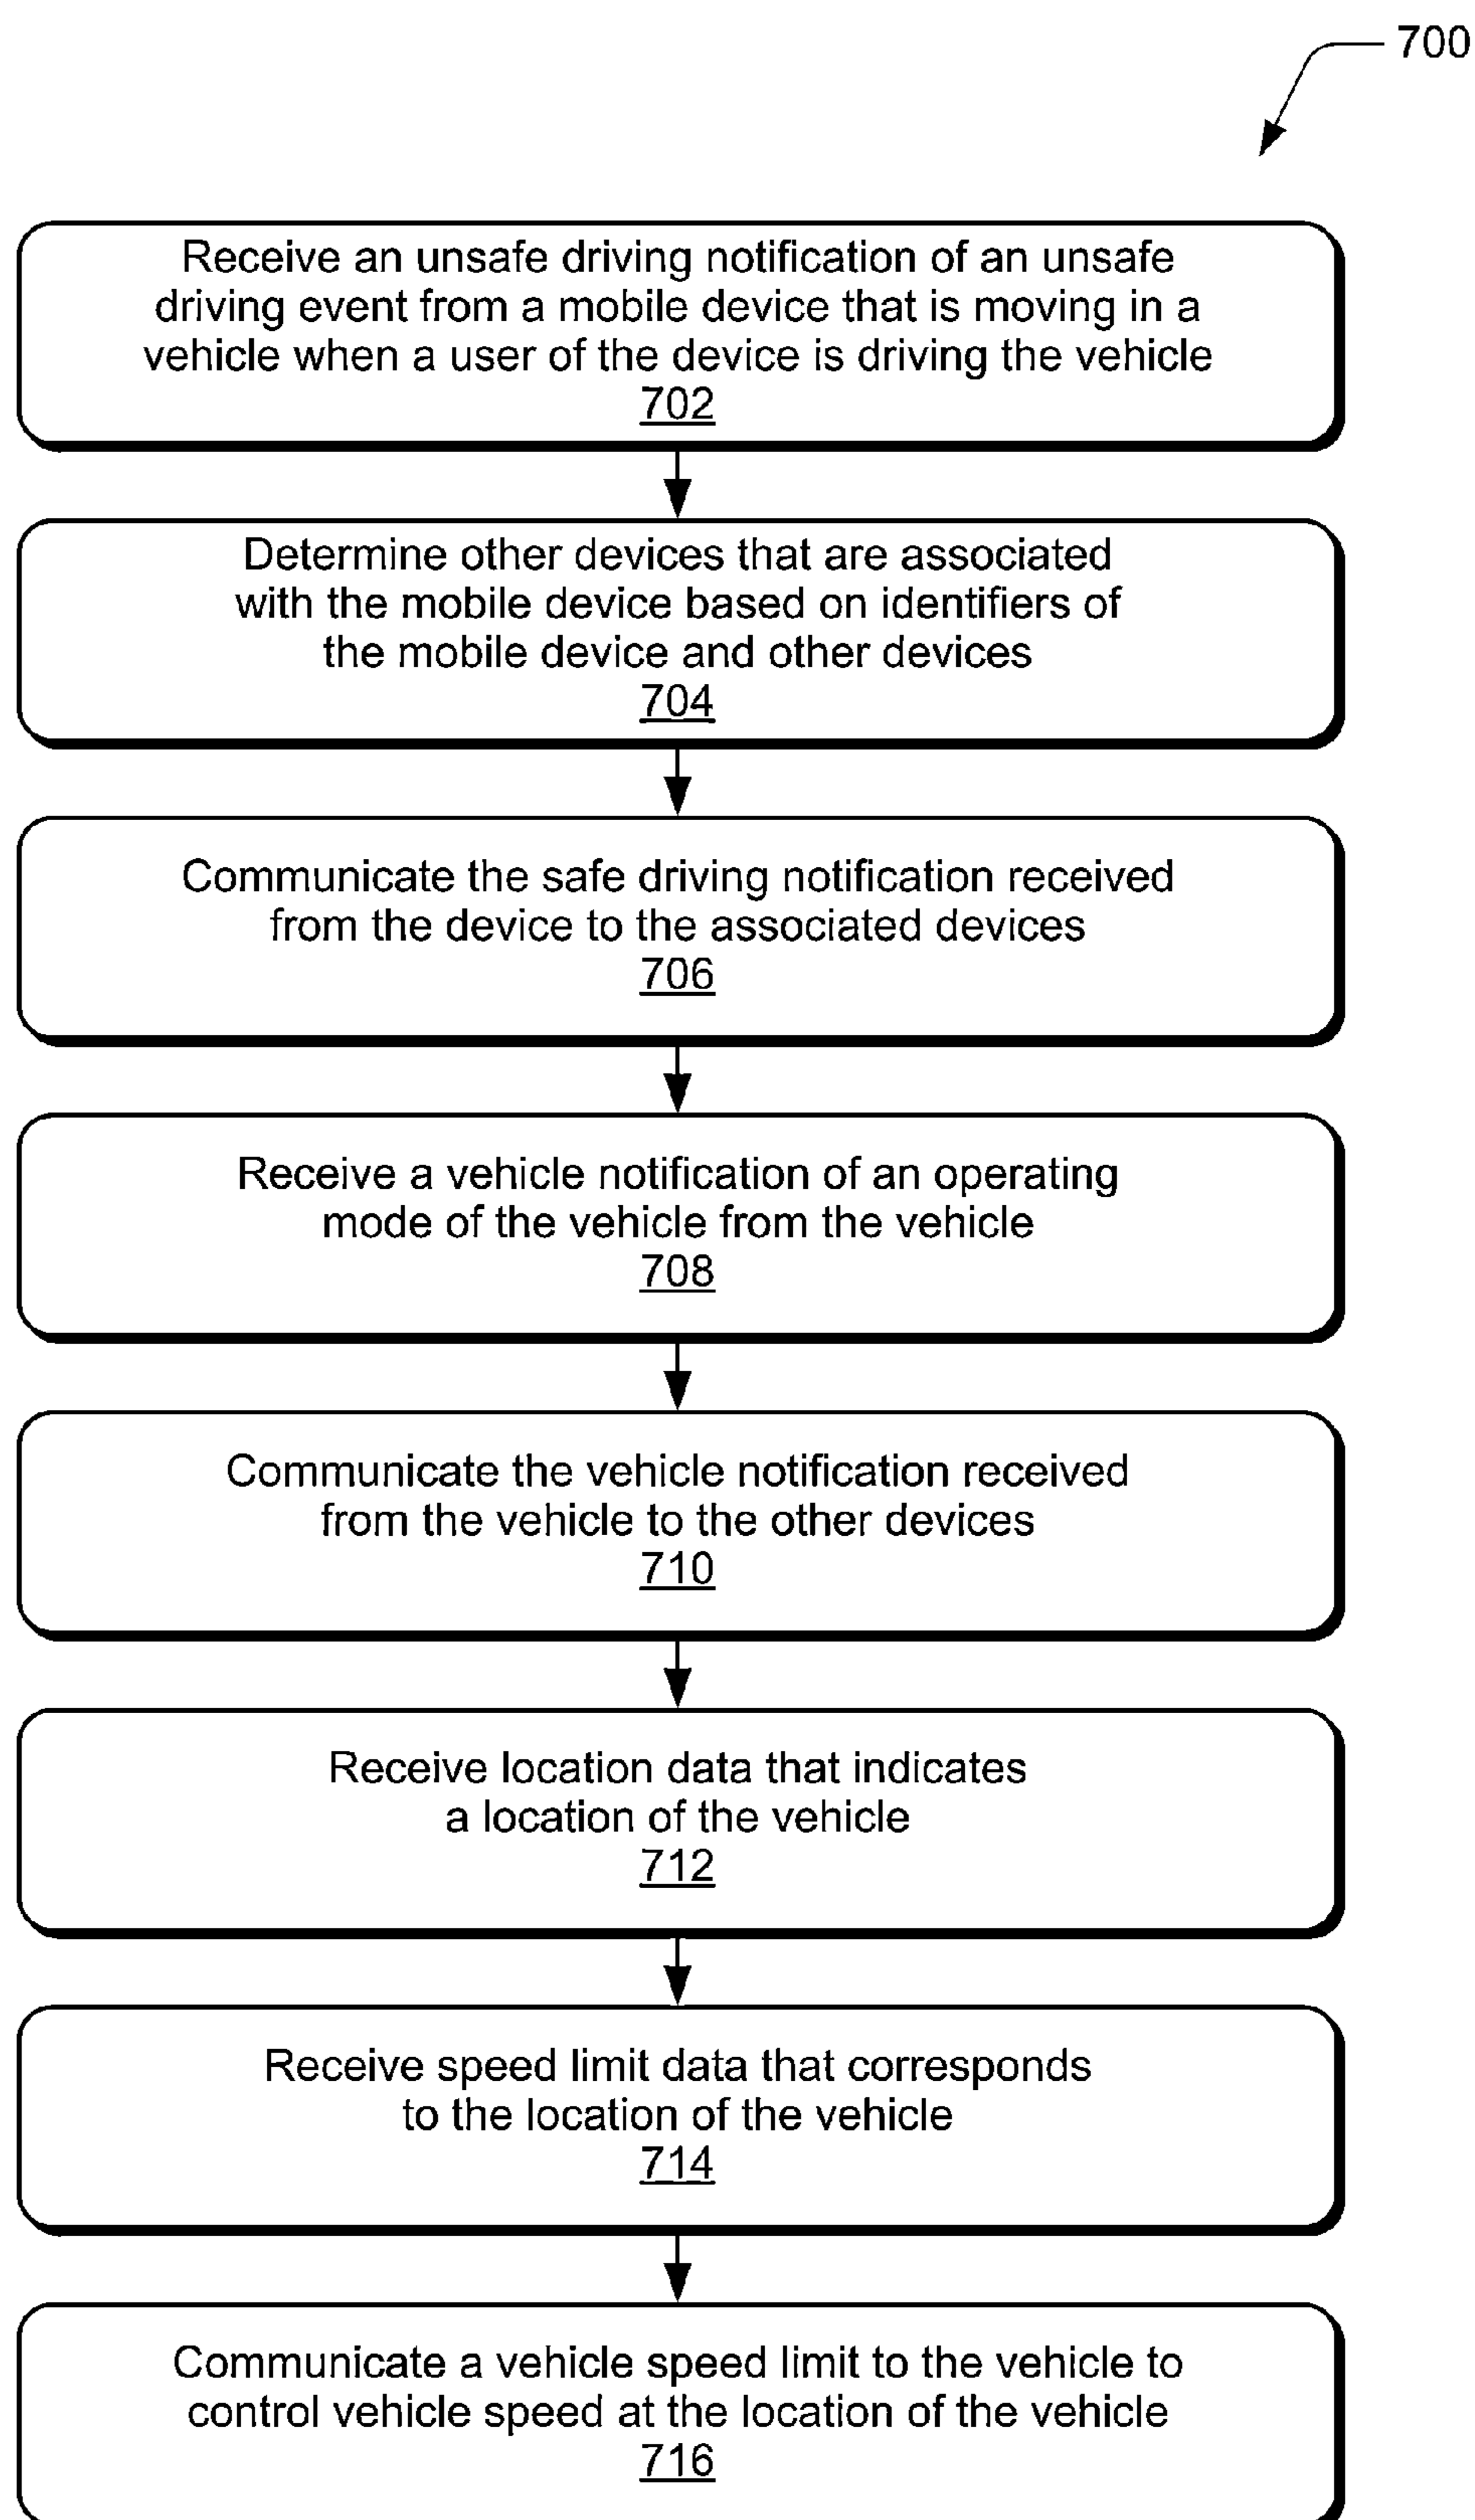 700
Receive an unsafe driving notification of an unsafe
driving event from a mobile device that is moving in a
vehicle when a user of the device is driving the vehicle
702
Determine other devices that are associated
with the mobile device based on identifiers of
the mobile device and other devices
704
Communicate the safe driving notification received
from the device to the associated devices
706
Receive a vehicle notification of an operating
mode of the vehicle from the vehicle
708
Communicate the vehicle notification received
from the vehicle to the other devices
710
Receive location data that indicates
a location of the vehicle
712
Receive speed limit data that corresponds
to the location of the vehicle
714
Communicate a vehicle speed limit to the vehicle to
control vehicle speed at the location of the vehicle
716